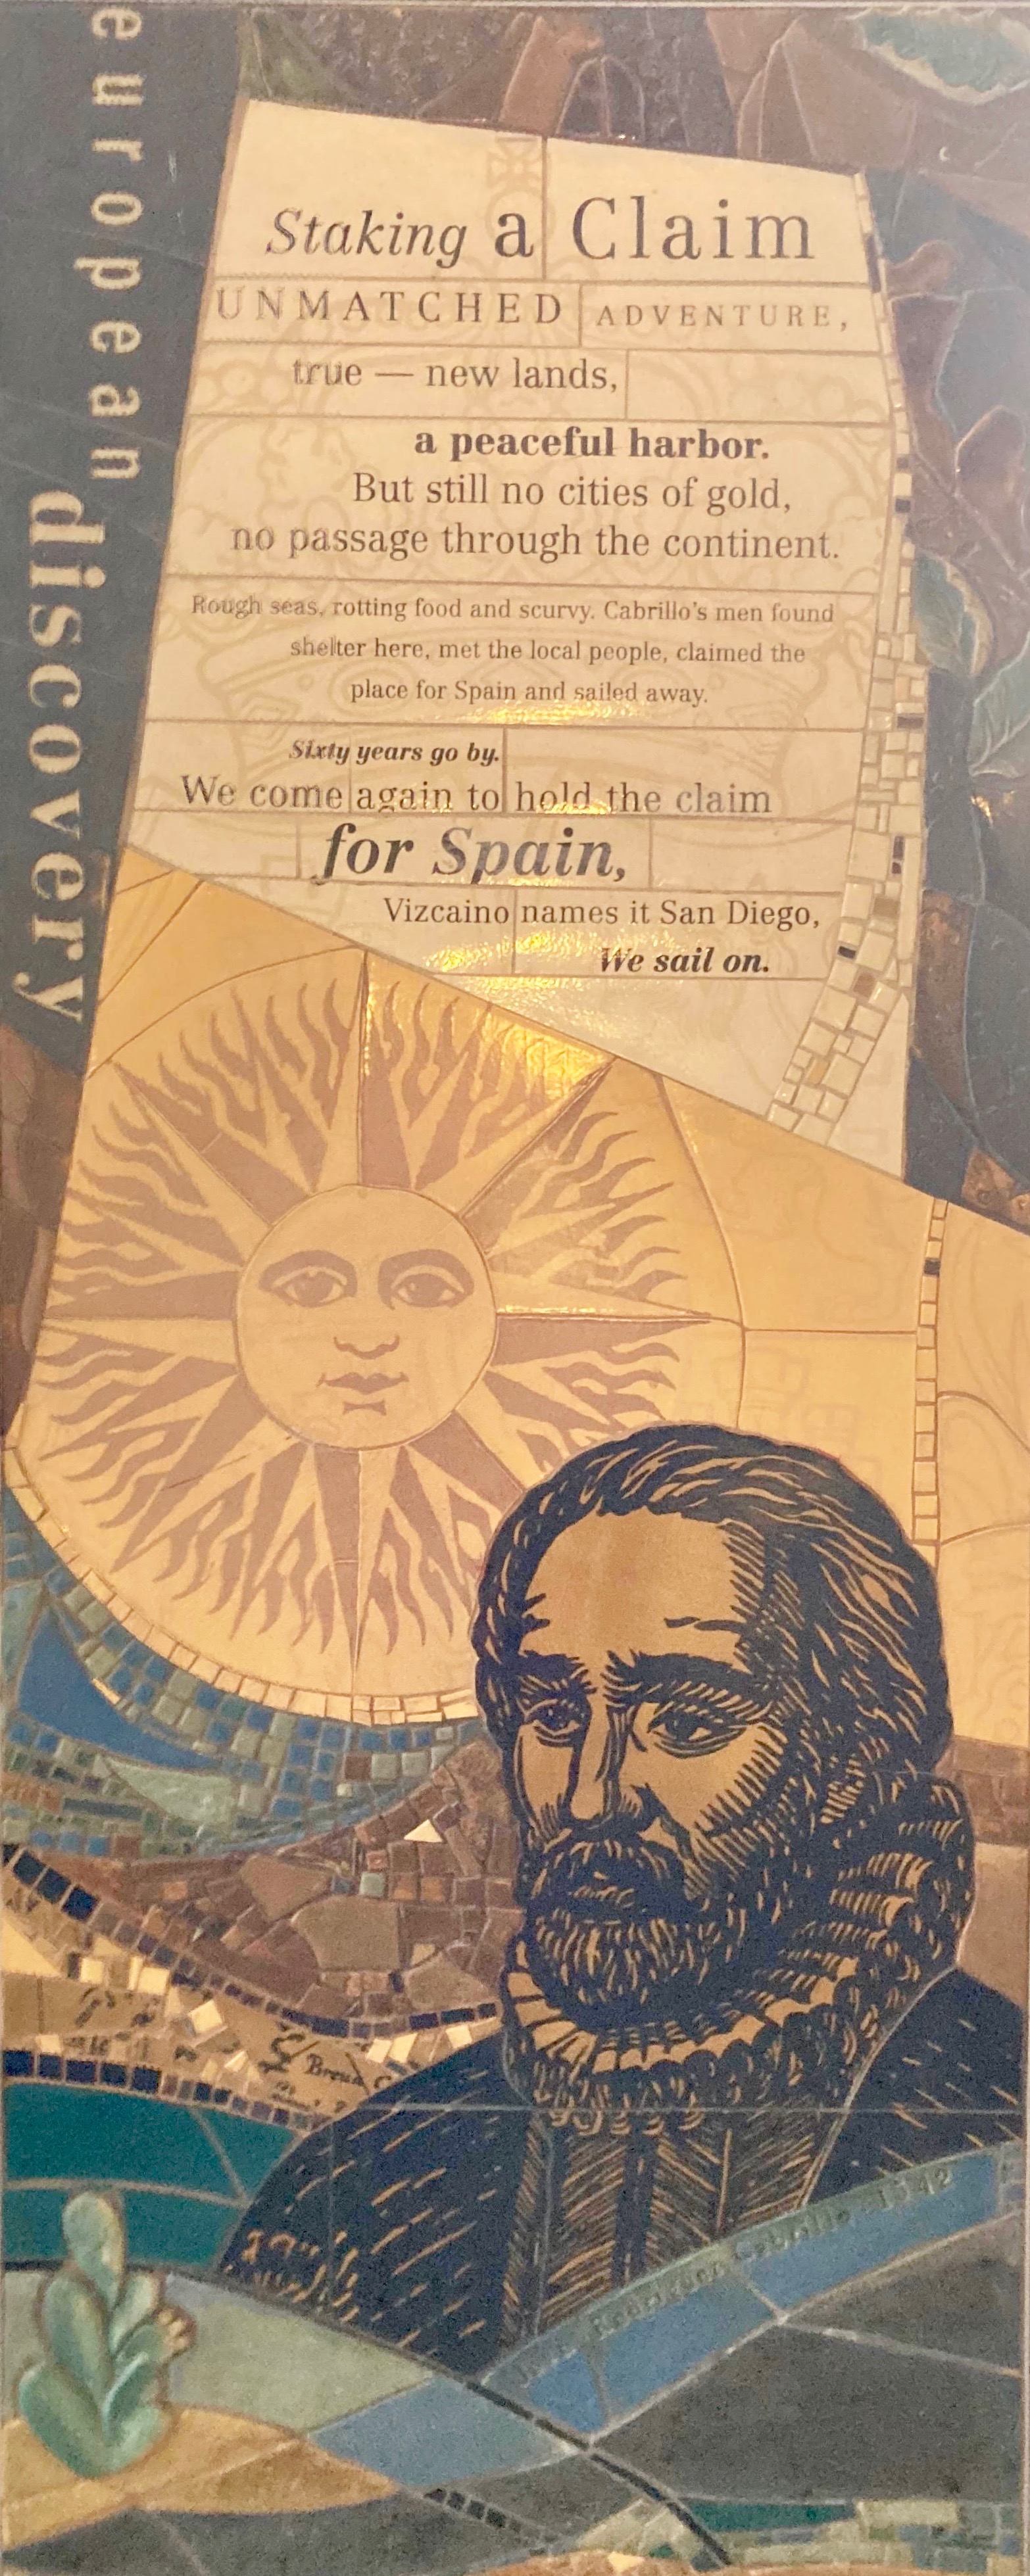 european
discovery
Staking a Claim
UNMATCHED ADVENTURE,
true — new lands,
a peaceful harbor.
But still no cities of gold,
no passage through the continent.
Rough seas, rotting food and scurvy. Cabrillo's men found
shelter here, met the local people, claimed the
place for Spain and sailed away.
Sixty years go by.
We come again to hold the claim
for Spain,
Vizcaino names it San Diego,
We sail on.
Rodriguez Cabrillo, 1542